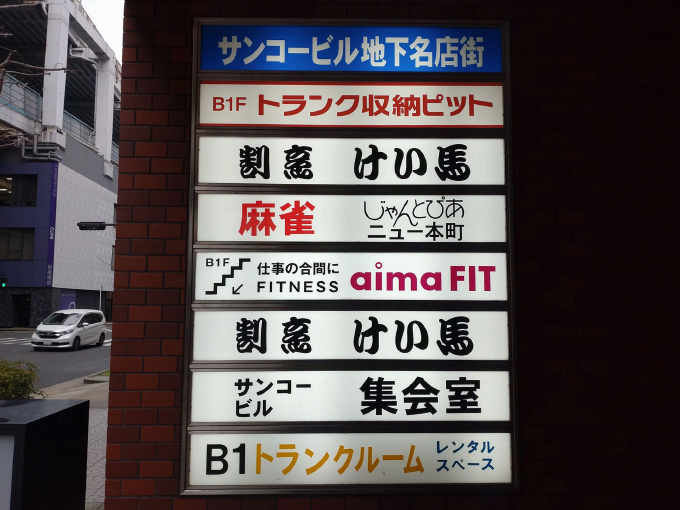 サンコービル地下名店街
B1F トランク収納ピット
割烹 けい馬
麻雀 じゃんとぴあ
ニュー本町
B1F 仕事の合間に
FITNESS aima FIT
割烹 けい馬
サンコー
ビル 集会室
B1トランクルーム レンタル
スペース